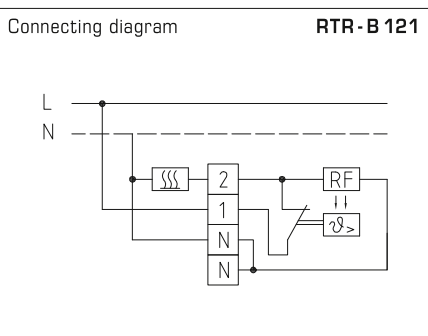 Connecting diagram RTR-B 121
L
N
2 RF
1
ϑ>
N
N